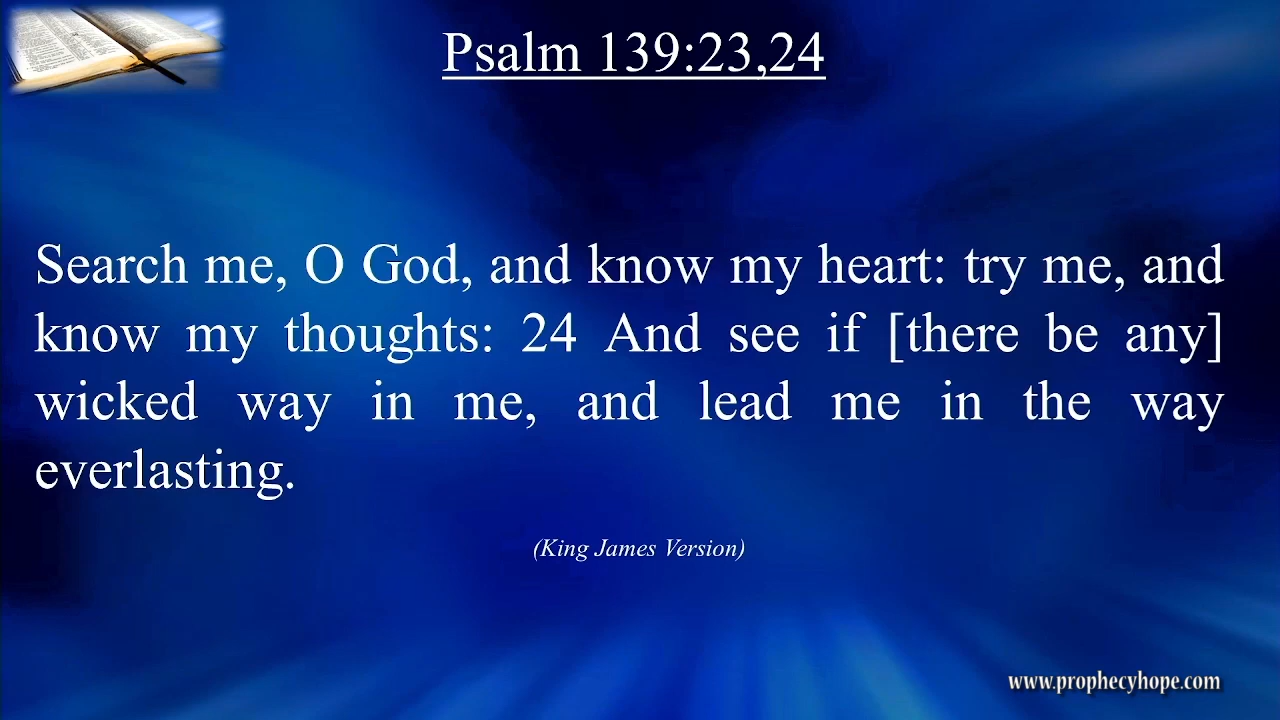 Psalm 139:23,24
Search me, O God, and know my heart: try me, and
know my thoughts: 24 And see if [there be any]
wicked way in me, and lead me in the way
everlasting.
(King James Version)
www.prophecyhope.com